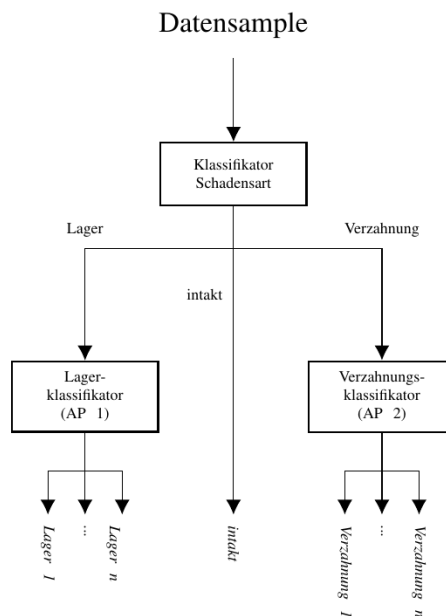 Datensample
Klassifikator
Schadensart
Lager
Verzahnung
intakt
Lager-
klassifikator
(AP 1)
Verzahnungs-
klassifikator
(AP 2)
Lager 1
...
Lager n
intakt
Verzahnung 1
...
Verzahnung n